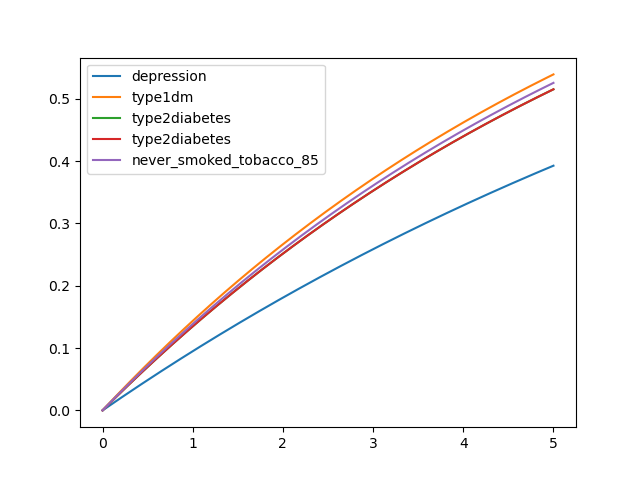 depression
type1dm
type2diabetes
type2diabetes
never_smoked_tobacco_85
0.5
0.4
0.3
0.2
0.1
0.0
0 1 2 3 4 5